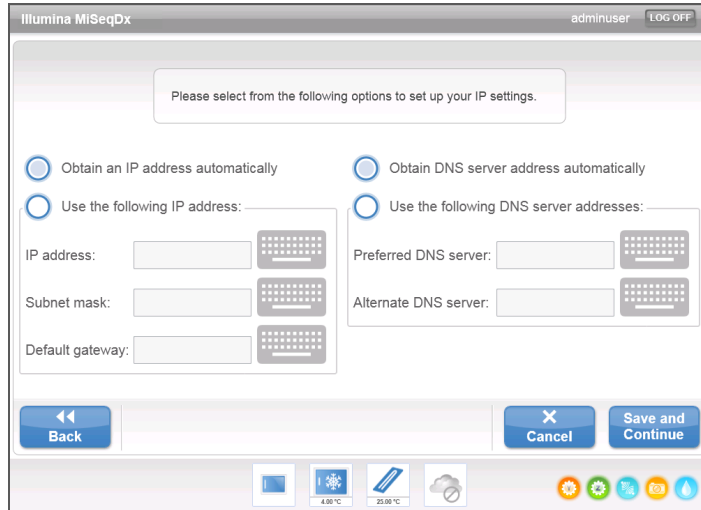 Illumina MiSeqDx
adminuser LOG OFF
Please select from the following options to set up your IP settings.
Obtain an IP address automatically
Obtain DNS server address automatically
Use the following IP address:
Use the following DNS server addresses:
IP address:
Preferred DNS server:
Subnet mask:
Alternate DNS server:
Default gateway:
Back
Cancel
Save and
Continue
4.00 °C
25.00 °C